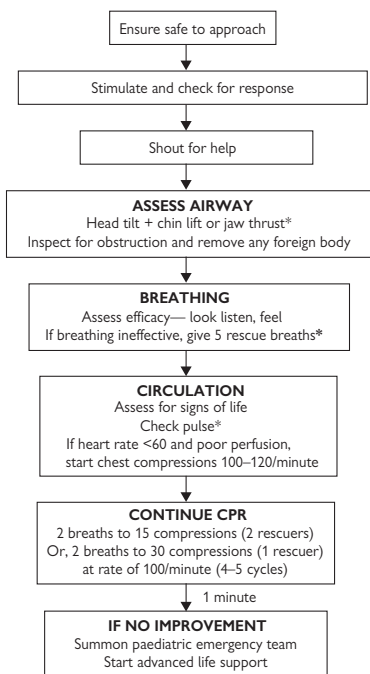 Ensure safe to approach
Stimulate and check for response
Shout for help
ASSESS AIRWAY
Head tilt + chin lift or jaw thrust*
Inspect for obstruction and remove any foreign body
BREATHING
Assess efficacy— look listen, feel
If breathing ineffective, give 5 rescue breaths*
CIRCULATION
Assess for signs of life
Check pulse*
If heart rate <60 and poor perfusion,
start chest compressions 100–120/minute
CONTINUE CPR
2 breaths to 15 compressions (2 rescuers)
Or, 2 breaths to 30 compressions (1 rescuer)
at rate of 100/minute (4–5 cycles)
1 minute
IF NO IMPROVEMENT
Summon paediatric emergency team
Start advanced life support